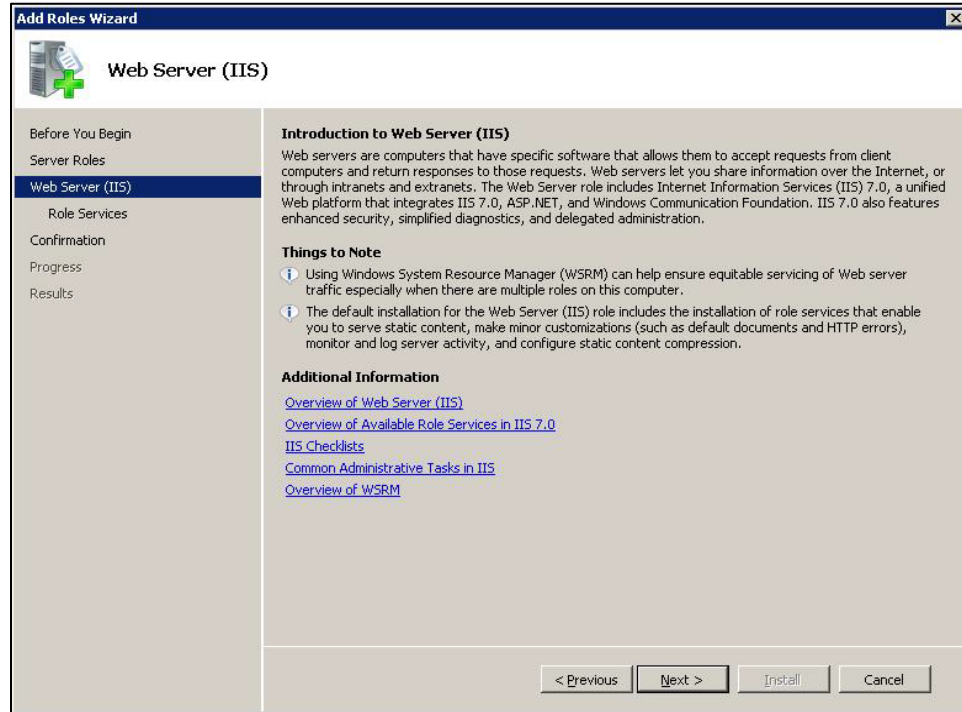 Add Roles Wizard
Web Server (IIS)
Before You Begin
Server Roles
Web Server (IIS)
Role Services
Confirmation
Progress
Results
Introduction to Web Server (IIS)
Web servers are computers that have specific software that allows them to accept requests from client
computers and return responses to those requests. Web servers let you share information over the Internet, or
through intranets and extranets. The Web Server role includes Internet Information Services (IIS) 7.0, a unified
Web platform that integrates IIS 7.0, ASP.NET, and Windows Communication Foundation. IIS 7.0 also features
enhanced security, simplified diagnostics, and delegated administration.
Things to Note
Using Windows System Resource Manager (WSRM) can help ensure equitable servicing of Web server
traffic especially when there are multiple roles on this computer.
The default installation for the Web Server (IIS) role includes the installation of role services that enable
you to serve static content, make minor customizations (such as default documents and HTTP errors),
monitor and log server activity, and configure static content compression.
Additional Information
Overview of Web Server (IIS)
Overview of Available Role Services in IIS 7.0
IIS Checklists
Common Administrative Tasks in IIS
Overview of WSRM
< Previous
Next >
Install
Cancel